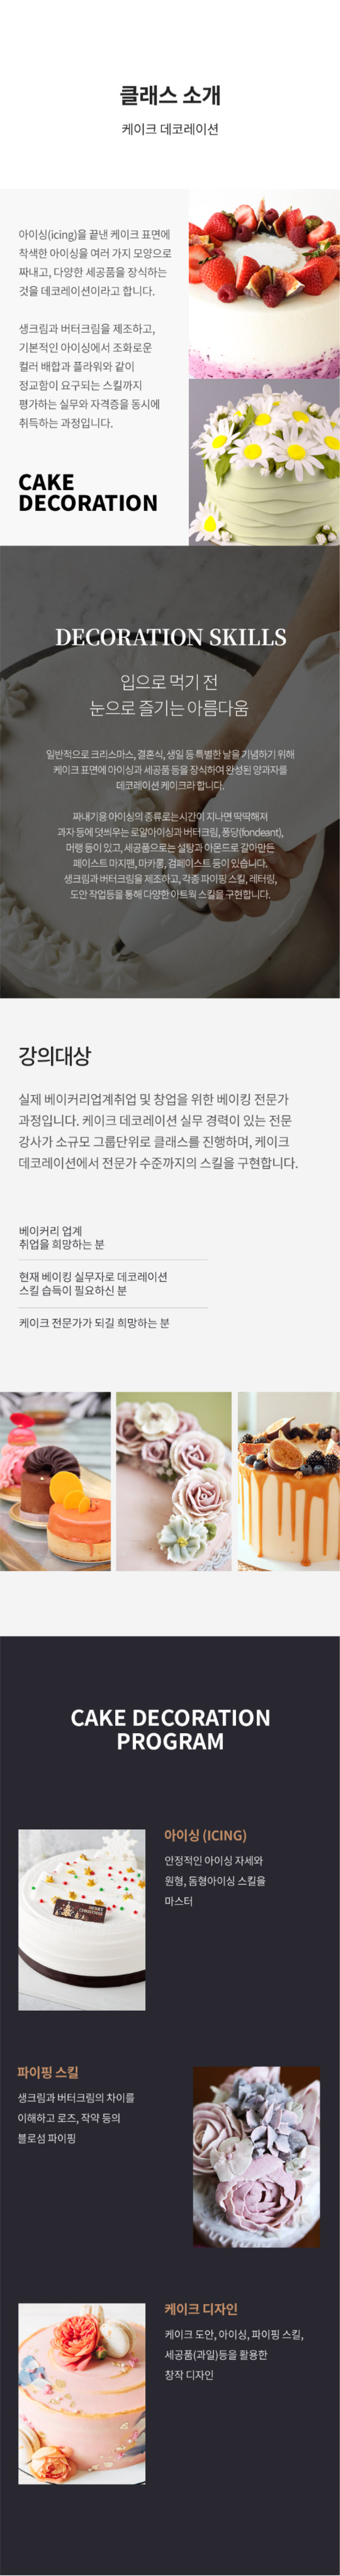 클래스 소개
케이크 데코레이션
아이싱(icing)을 끝낸 케이크 표면에
착색한 아이싱을 여러 가지 모양으로
짜내고, 다양한 세공품을 장식하는
것을 데코레이션이라고 합니다.
생크림과 버터크림을 제조하고,
기본적인 아이싱에서 조화로운
컬러 배합과 플라워와 같이
정교함이 요구되는 스킬까지
평가하는 실무와 자격증을 동시에
취득하는 과정입니다.
CAKE
DECORATION
DECORATION SKILLS
입으로 먹기 전
눈으로 즐기는 아름다움
일반적으로 크리스마스, 결혼식, 생일 등 특별한 날을 기념하기 위해
케이크 표면에 아이싱과 세공품 등을 장식하여 완성된 양과자를
데코레이션 케이크라 합니다.
짜내기용 아이싱의 종류로는 시간이 지나면 딱딱해져
과자 등에 덧씌우는 로얄아이싱과 버터크림, 퐁당(fondeant),
머랭 등이 있고, 세공품으로는 설탕과 아몬드로 갈아만든
페이스트 마지팬, 마카롱, 검페이스트 등이 있습니다.
생크림과 버터크림을 제조하고, 각종 파이핑 스킬, 레터링,
도안 작업등을 통해 다양한 아트웍 스킬을 구현합니다.
강의대상
실제 베이커리업계취업 및 창업을 위한 베이킹 전문가
과정입니다. 케이크 데코레이션 실무 경력이 있는 전문
강사가 소규모 그룹단위로 클래스를 진행하며, 케이크
데코레이션에서 전문가 수준까지의 스킬을 구현합니다.
베이커리 업계
취업을 희망하는 분
현재 베이킹 실무자로 데코레이션
스킬 습득이 필요하신 분
케이크 전문가가 되길 희망하는 분
CAKE DECORATION
PROGRAM
아이싱 (ICING)
안정적인 아이싱 자세와
원형, 돔형아이싱 스킬을
마스터
MERRY
CHRISTMAS
파이핑 스킬
생크림과 버터크림의 차이를
이해하고 로즈, 작약 등의
블로섬 파이핑
케이크 디자인
케이크 도안, 아이싱, 파이핑 스킬,
세공품(과일)등을 활용한
창작 디자인